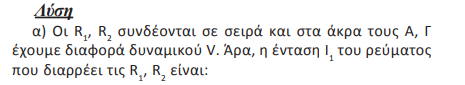 Λύση
α) Οι R1, R2 συνδέονται σε σειρά και στα άκρα τους Α, Γ
έχουμε διαφορά δυναμικού V. Άρα, η ένταση I1 του ρεύματος
που διαρρέει τις R1, R2 είναι: